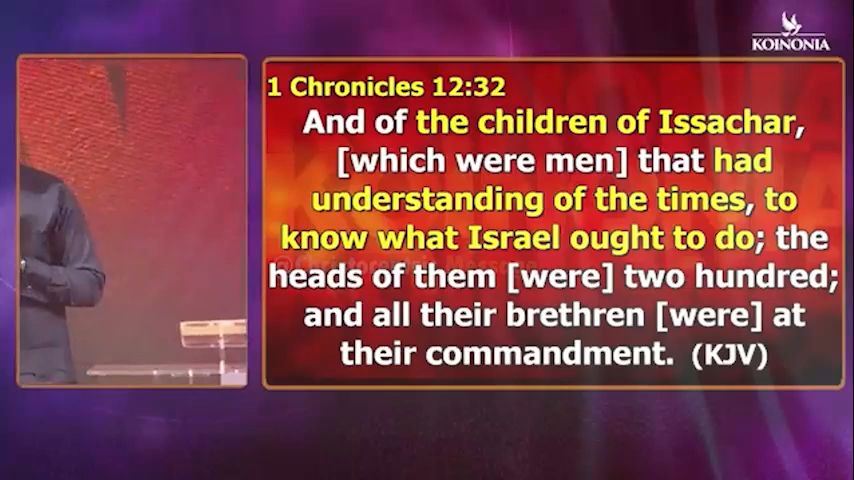 KOINONIA
1 Chronicles 12:32
And of the children of Issachar,
[which were men] that had
understanding of the times, to
know what Israel ought to do; the
heads of them [were] two hundred;
and all their brethren [were] at
their commandment. (KJV)